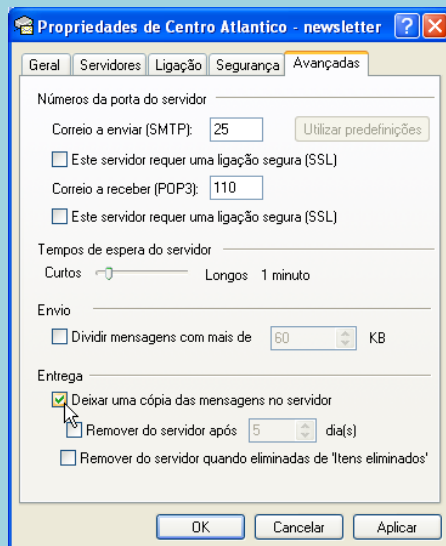 Propriedades de Centro Atlantico - newsletter
Geral Servidores Ligação Segurança Avançadas
Números da porta do servidor
Correio a enviar (SMTP): 25 Utilizar predefinições
Este servidor requer uma ligação segura (SSL)
Correio a receber (POP3): 110
Este servidor requer uma ligação segura (SSL)
Tempos de espera do servidor
Curtos Longos 1 minuto
Envio
Dividir mensagens com mais de 60 KB
Entrega
Deixar uma cópia das mensagens no servidor
Remover do servidor após 5 dia(s)
Remover do servidor quando eliminadas de 'Itens eliminados'
OK Cancelar Aplicar